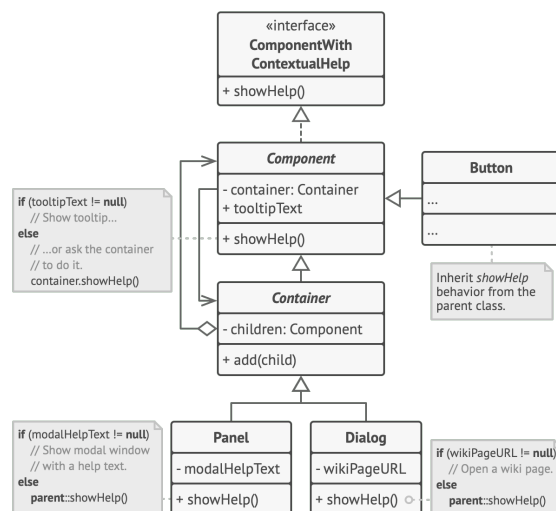 «interface»
ComponentWith
ContextualHelp
+ showHelp()
Component
- container: Container
+ tooltipText
+ showHelp()
Button
...
...
if (tooltipText != null)
// Show tooltip...
else
// ...or ask the container
// to do it.
container.showHelp()
Inherit showHelp
behavior from the
parent class.
Container
- children: Component
+ add(child)
if (modalHelpText != null)
// Show modal window
// with a help text.
else
parent::showHelp()
Panel
- modalHelpText
+ showHelp()
Dialog
- wikiPageURL
+ showHelp()
if (wikiPageURL != null)
// Open a wiki page.
else
parent::showHelp()